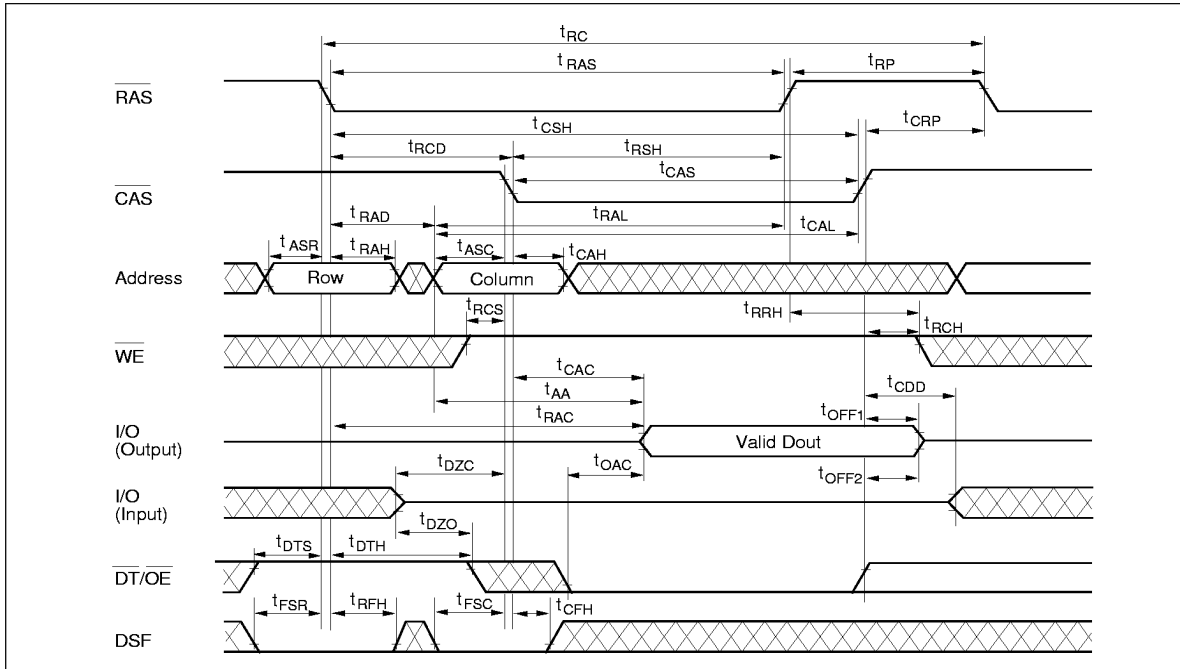 tRC
tRAS tRP
RAS
tCSH tCRP
tRCD tRSH
tCAS
CAS
tRAD tRAL
tCAL
tASR tRAH tASC tCAH
Address Row Column
tRCS tRRH
tRCH
WE
tCAC
tCDD
tAA
tRAC tOFF1
I/O
(Output) Valid Dout
tDZC tOAC tOFF2
I/O
(Input)
tDZO
tDTS tDTH
DT/OE
tFSR tRFH tFSC tCFH
DSF